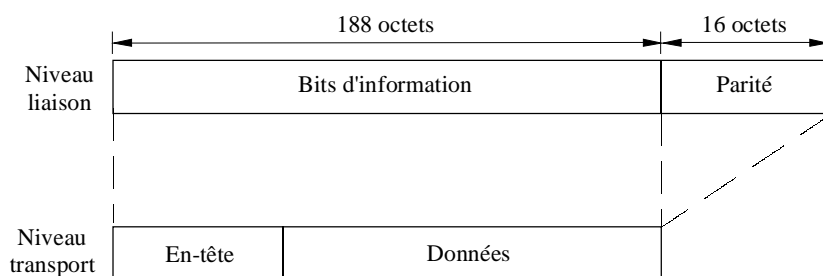 188 octets
16 octets
Niveau
liaison
Bits d'information
Parité
Niveau
transport
En-tête
Données